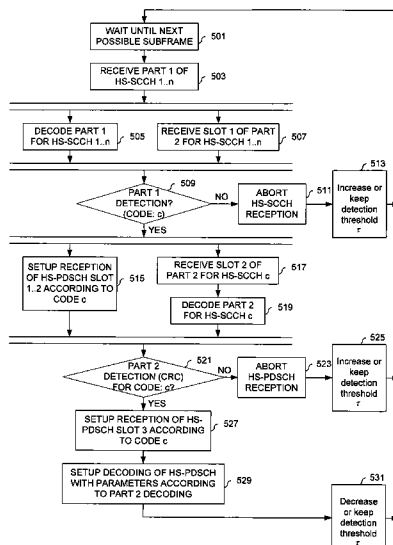 WAIT UNTIL NEXT
POSSIBLE SUBFRAME
501
RECEIVE PART 1 OF
HS-SCCH 1..n
503
DECODE PART 1
FOR HS-SCCH 1..n
505
RECEIVE SLOT 1 OF PART
2 FOR HS-SCCH 1..n
507
509
PART 1
DETECTION?
(CODE: c)
NO
YES
ABORT
HS-SCCH
RECEPTION
511
513
Increase or
keep
detection
threshold
τ
SETUP RECEPTION
OF HS-PDSCH SLOT
1..2 ACCORDING TO
CODE c
515
RECEIVE SLOT 2 OF
PART 2 FOR HS-SCCH c
517
DECODE PART 2
FOR HS-SCCH c
519
521
PART 2
DETECTION (CRC)
FOR CODE: c?
NO
YES
ABORT
HS-PDSCH
RECEPTION
523
525
Increase or
keep
detection
threshold
τ
SETUP RECEPTION OF HS-
PDSCH SLOT 3 ACCORDING
TO CODE c
527
SETUP DECODING OF HS-PDSCH
WITH PARAMETERS ACCORDING
TO PART 2 DECODING
529
531
Decrease
or keep
detection
threshold
τ